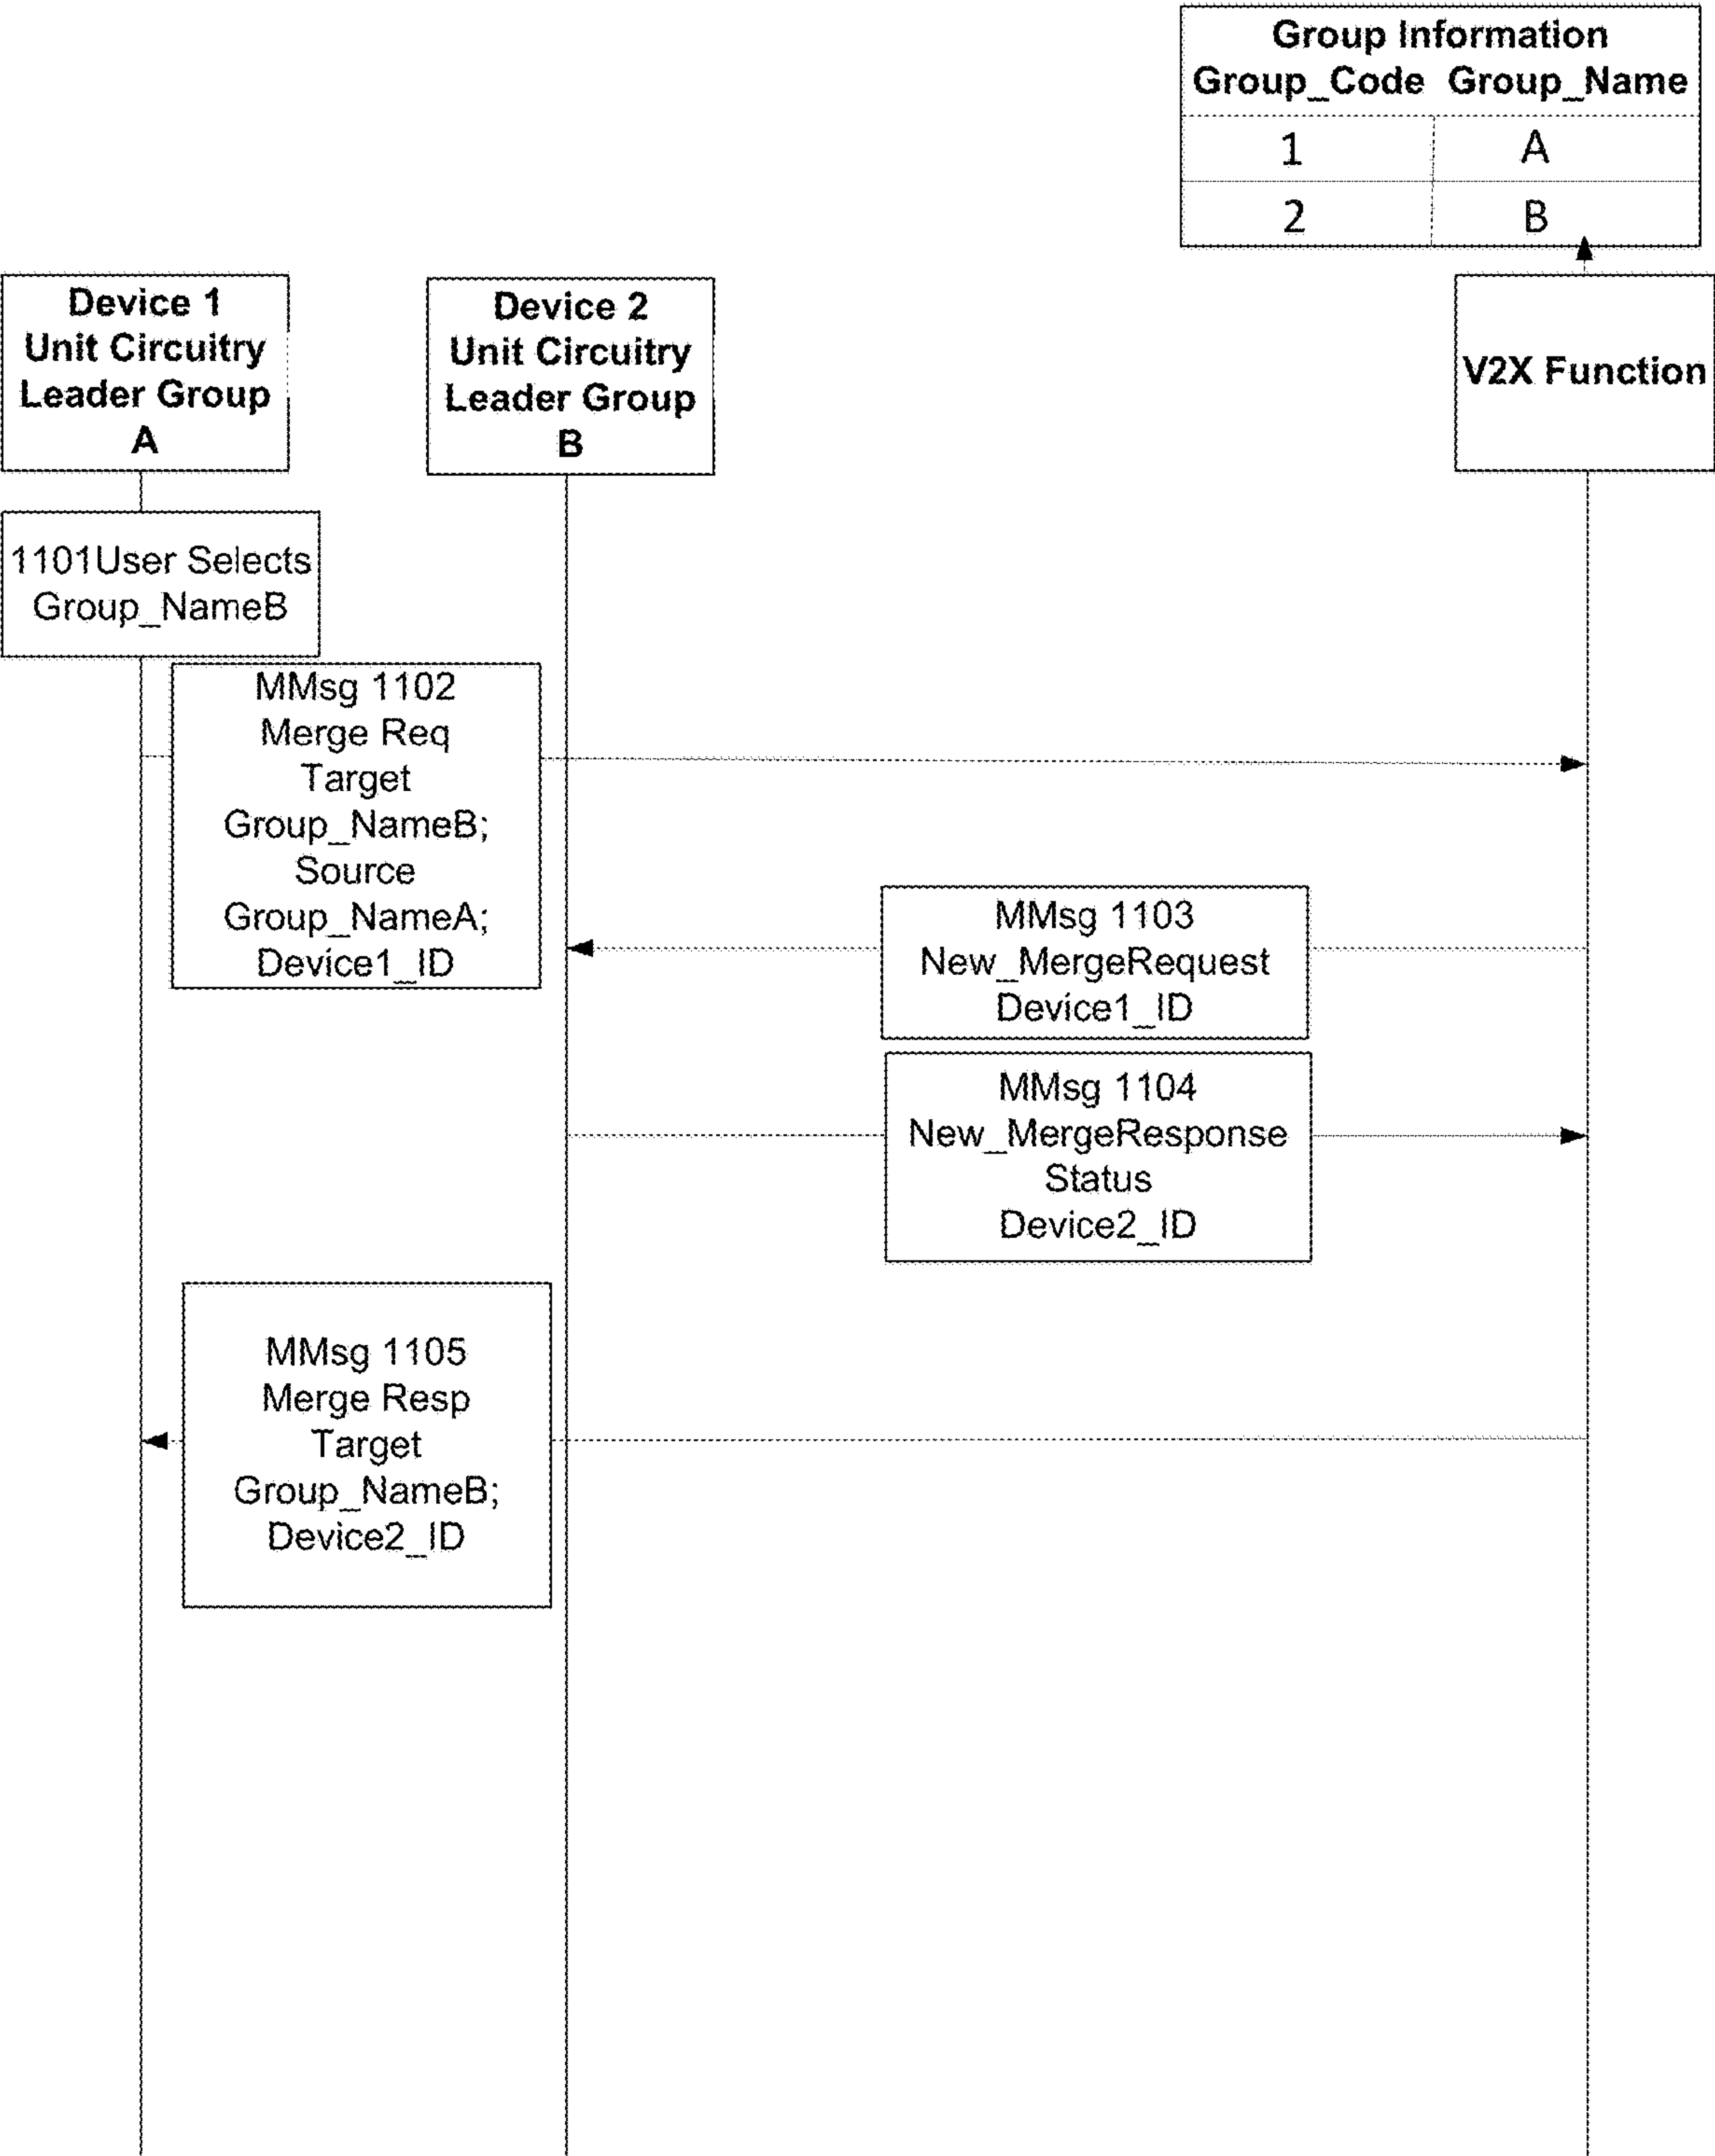 Group Information
Group_Code Group_Name
1 A
2 B
Device 1
Unit Circuitry
Leader Group
A
Device 2
Unit Circuitry
Leader Group
B
V2X Function
1101User Selects
Group_NameB
MMsg 1102
Merge Req
Target
Group_NameB;
Source
Group_NameA;
Device1_ID
MMsg 1103
New_MergeRequest
Device1_ID
MMsg 1104
New_MergeResponse
Status
Device2_ID
MMsg 1105
Merge Resp
Target
Group_NameB;
Device2_ID